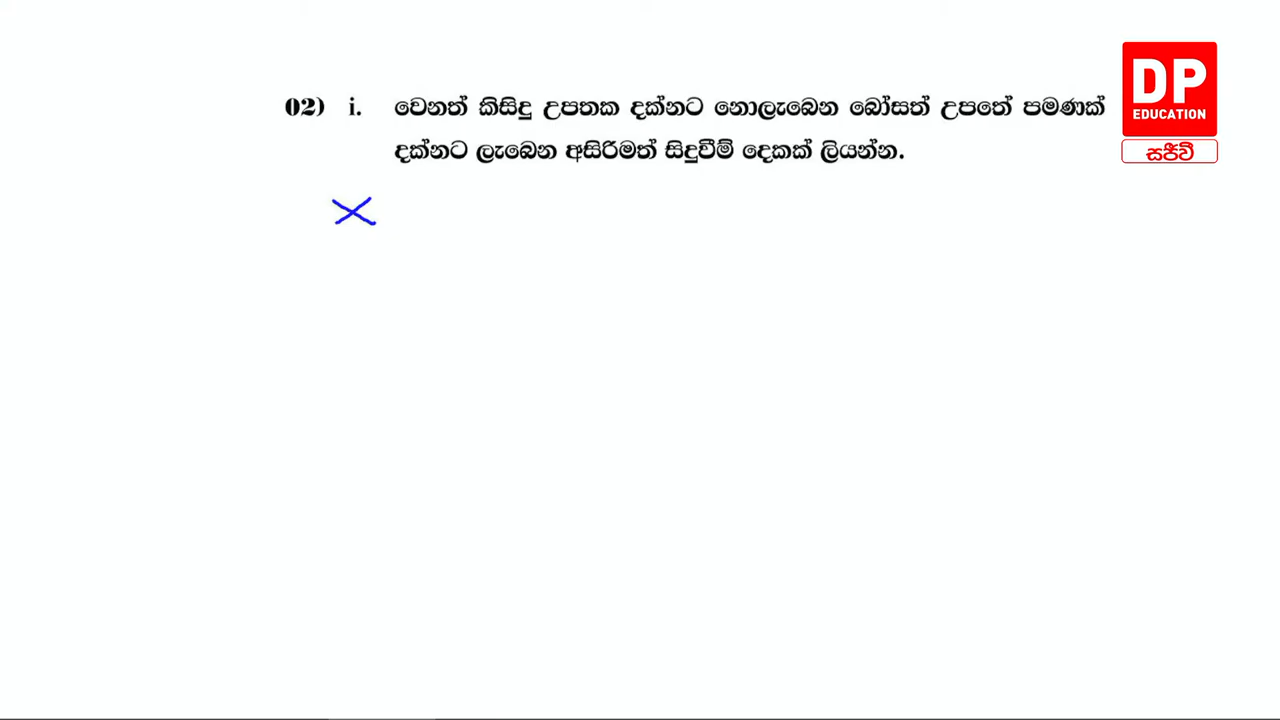 02) i. වෙනත් කිසිදු උපතක දක්නට නොලැබෙන බෝසත් උපතේ පමණක්
දක්නට ලැබෙන අසිරිමත් සිදුවීම් දෙකක් ලියන්න.
DP
EDUCATION
සජීවී